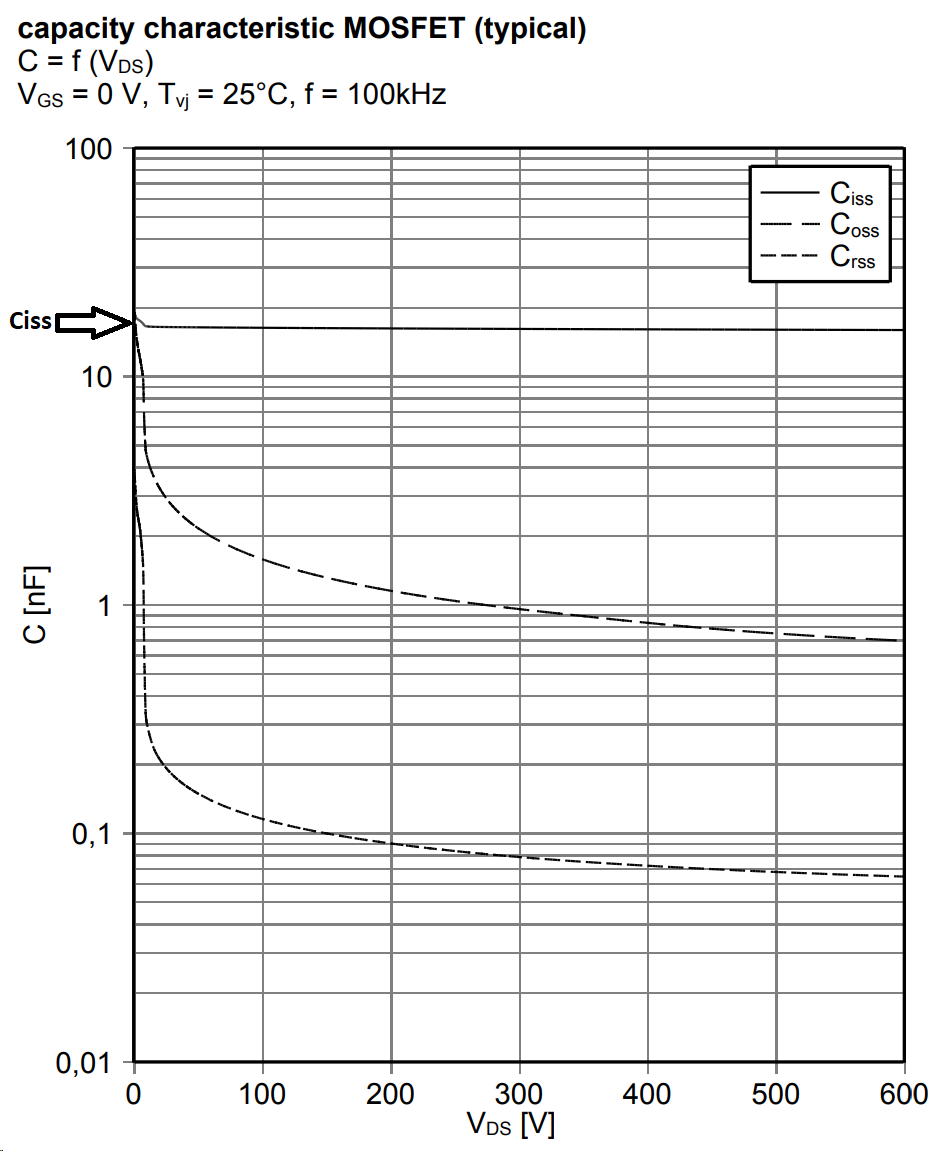 capacity characteristic MOSFET (typical)
C = f (VDS)
VGS = 0 V, Tvj = 25°C, f = 100kHz
100
Ciss
Coss
Crss
Ciss
10
1
C [nF]
0,1
0,01
0 100 200 300 400 500 600
VDS [V]